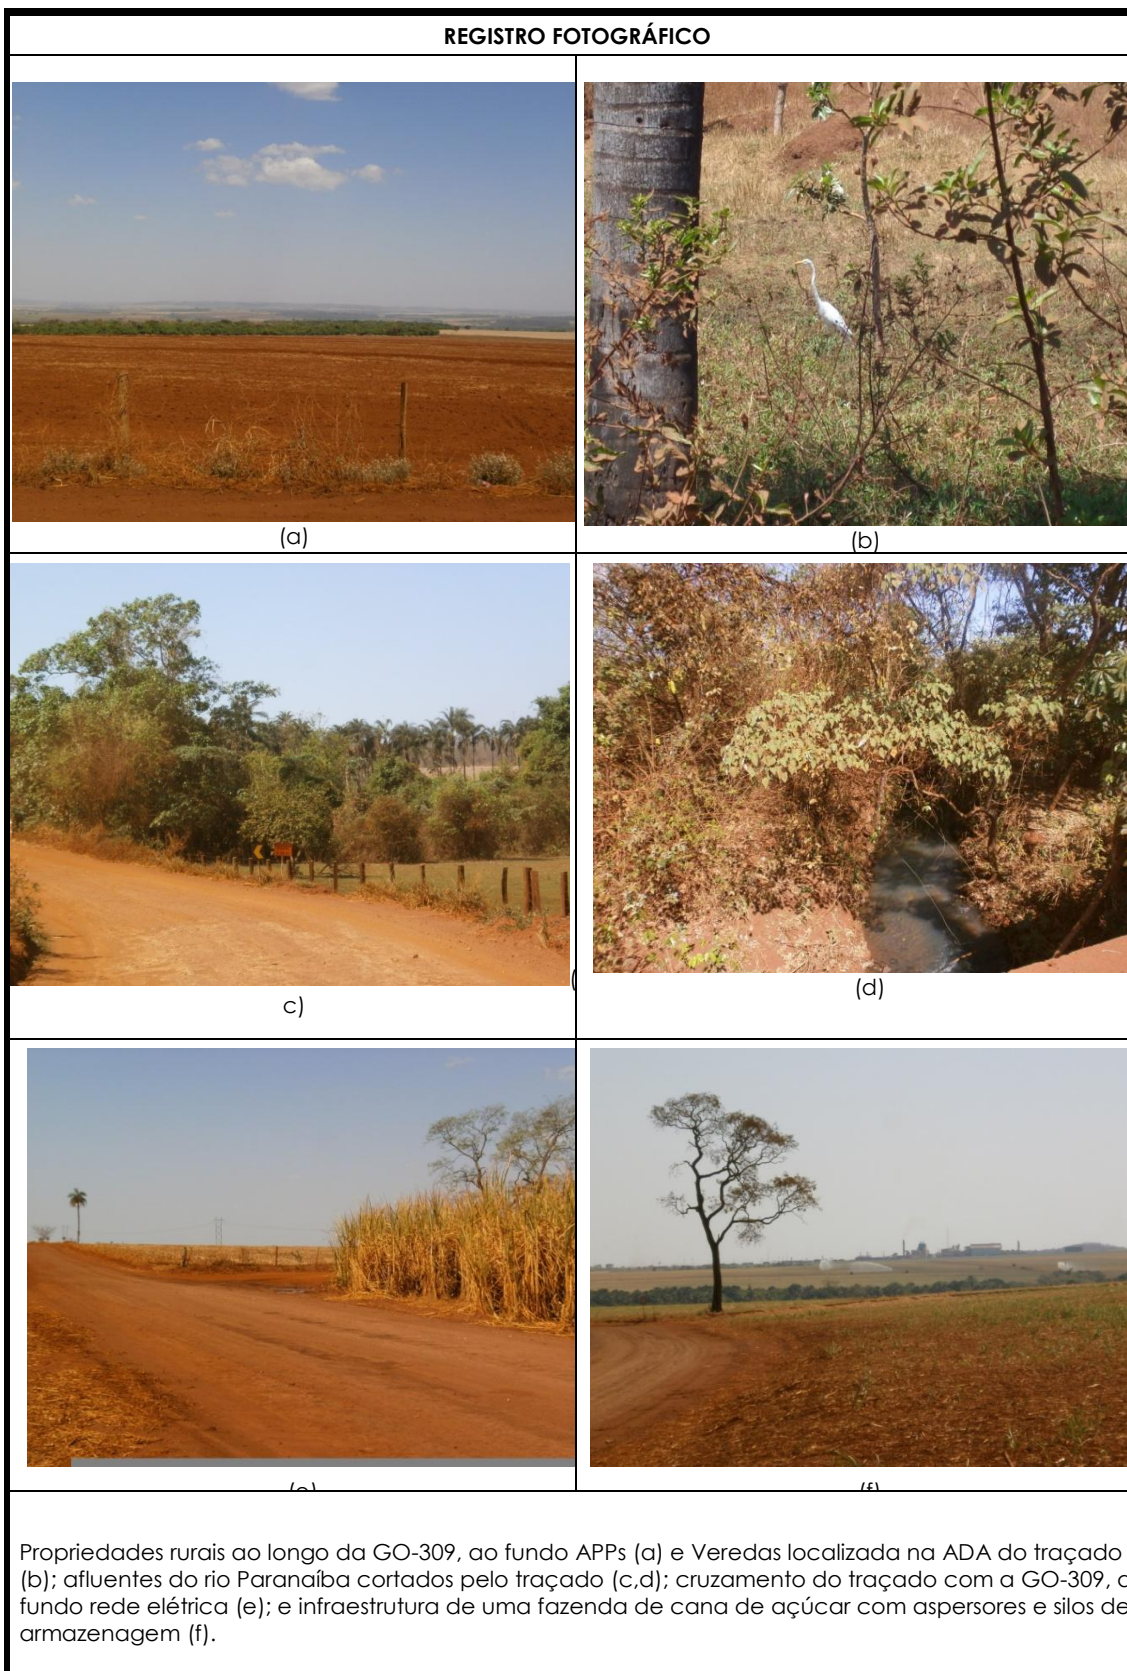 REGISTRO FOTOGRÁFICO
(a)
(b)
(
c)
(d)
(e)
(f)
Propriedades rurais ao longo da GO-309, ao fundo APPs (a) e Veredas localizada na ADA do traçado
(b); afluentes do rio Paranaíba cortados pelo traçado (c,d); cruzamento do traçado com a GO-309,
fundo rede elétrica (e); e infraestrutura de uma fazenda de cana de açúcar com aspersores e silos de
armazenagem (f).